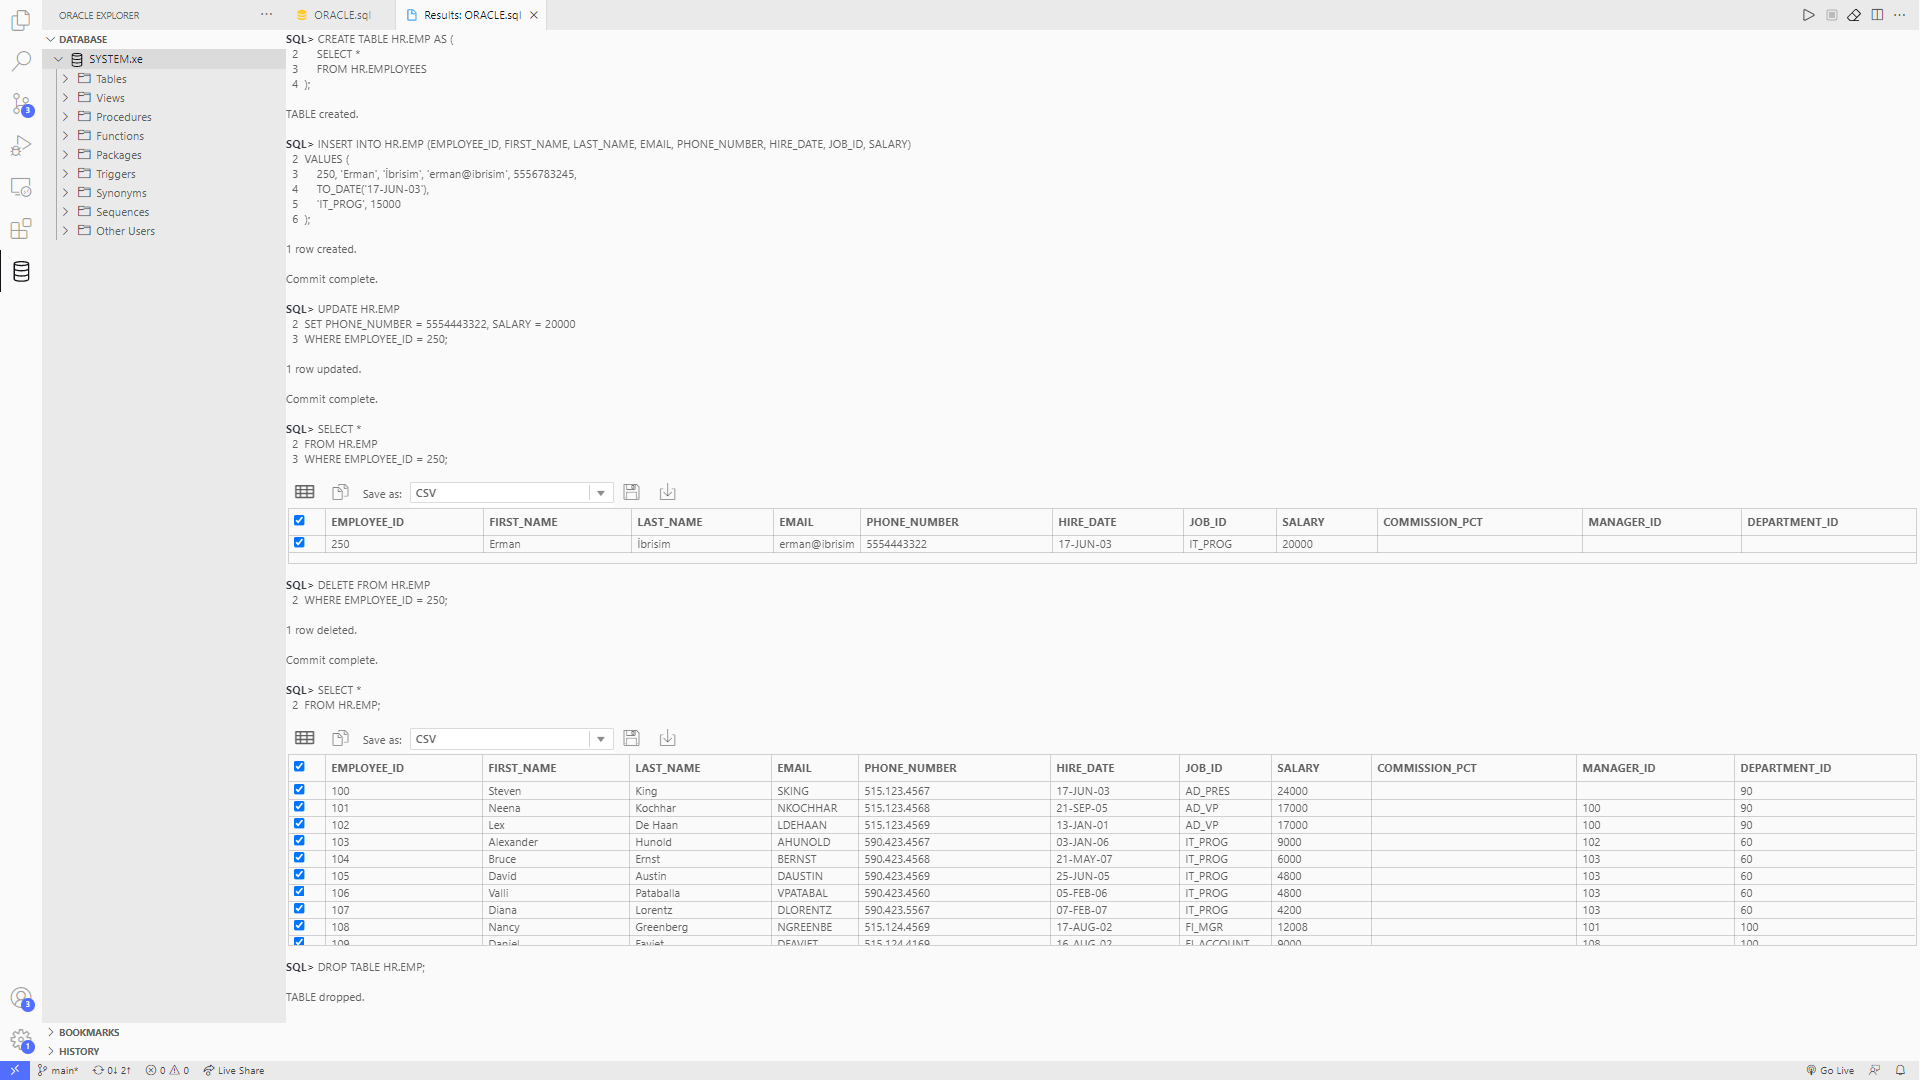 ORACLE EXPLORER
ORACLE.sql
Results: ORACLE.sql
DATABASE
SYSTEM.xe
Tables
Views
Procedures
Functions
Packages
Triggers
Synonyms
Sequences
Other Users
SQL> CREATE TABLE HR.EMP AS (
2 SELECT *
3 FROM HR.EMPLOYEES
4 );
TABLE created.
SQL> INSERT INTO HR.EMP (EMPLOYEE_ID, FIRST_NAME, LAST_NAME, EMAIL, PHONE_NUMBER, HIRE_DATE, JOB_ID, SALARY)
2 VALUES (
3 250, 'Erman', 'İbrisim', 'erman@ibrisim', 5556783245,
4 TO_DATE('17-JUN-03'),
5 'IT_PROG', 15000
6 );
1 row created.
Commit complete.
SQL> UPDATE HR.EMP
2 SET PHONE_NUMBER = 5554443322, SALARY = 20000
3 WHERE EMPLOYEE_ID = 250;
1 row updated.
Commit complete.
SQL> SELECT *
2 FROM HR.EMP
3 WHERE EMPLOYEE_ID = 250;
Save as: CSV
EMPLOYEE_ID FIRST_NAME LAST_NAME EMAIL PHONE_NUMBER HIRE_DATE JOB_ID SALARY COMMISSION_PCT MANAGER_ID DEPARTMENT_ID
250 Erman İbrisim erman@ibrisim 5554443322 17-JUN-03 IT_PROG 20000
SQL> DELETE FROM HR.EMP
2 WHERE EMPLOYEE_ID = 250;
1 row deleted.
Commit complete.
SQL> SELECT *
2 FROM HR.EMP;
Save as: CSV
EMPLOYEE_ID FIRST_NAME LAST_NAME EMAIL PHONE_NUMBER HIRE_DATE JOB_ID SALARY COMMISSION_PCT MANAGER_ID DEPARTMENT_ID
100 Steven King SKING 515.123.4567 17-JUN-03 AD_PRES 24000 90
101 Neena Kochhar NKOCHHAR 515.123.4568 21-SEP-05 AD_VP 17000 100 90
102 Lex De Haan LDEHAAN 515.123.4569 13-JAN-01 AD_VP 17000 100 90
103 Alexander Hunold AHUNOLD 590.423.4567 03-JAN-06 IT_PROG 9000 102 60
104 Bruce Ernst BERNST 590.423.4568 21-MAY-07 IT_PROG 6000 103 60
105 David Austin DAUSTIN 590.423.4569 25-JUN-05 IT_PROG 4800 103 60
106 Valli Pataballa VPATABAL 590.423.4560 05-FEB-06 IT_PROG 4800 103 60
107 Diana Lorentz DLORENTZ 590.423.5567 07-FEB-07 IT_PROG 4200 103 60
108 Nancy Greenberg NGREENBE 515.124.4569 17-AUG-02 FI_MGR 12008 101 100
109 Daniel Faviet DFAVIET 515.124.4169 16-AUG-02 FI_ACCOUNT 9000 108 100
SQL> DROP TABLE HR.EMP;
TABLE dropped.
3
3
1
BOOKMARKS
HISTORY
main* 0↓ 2↑ 0 0 Live Share
Go Live